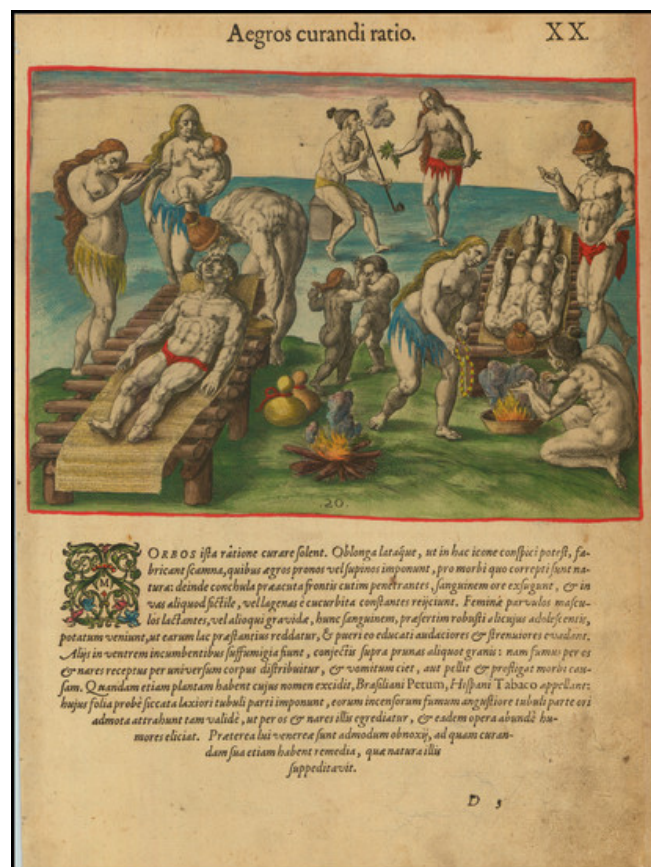 Aegros curandi ratio. XX.
.20.
MORBOS ista ratione curare solent. Oblonga lataque, ut in hac icone conspici potest, fa-
bricant scamna, quibus aegros pronos vel supinos imponunt, pro morbi quo correpti sunt na-
tura: deinde conchula praeacuta frontis cutim penetrantes, sanguinem ore exsugunt, & in
vas aliquod fictile, vel lagenas è cucurbita constantes rejiciunt. Feminae parvulos mascu-
los lactantes, vel alioqui gravidae, hunc sanguinem, praesertim robusti alicujus adolescentis,
potatum veniunt, ut earum lac praestantius reddatur, & pueri eo educati audaciores & strenuiores evadant.
Alijs in ventrem incumbentibus suffumigia fiunt, conjectis supra prunas aliquot granis: nam fumus per os
& nares receptus per universum corpus distribuitur, & vomitum ciet, aut pellit & profligat morbi cau-
sam. Quandam etiam plantam habent cujus nomen excidit, Brasiliani Petum, Hispani Tabaco appellant:
hujus folia probè siccata laxiori tubuli parti imponunt, eorum incensorum fumum angustiore tubuli parte ori
admota attrahunt tam validè, ut per os & nares illis egrediatur, & eadem opera abundè hu-
mores eliciat. Praeterea lui venereae sunt admodum obnoxij, ad quam curan-
dam sua etiam habent remedia, quae natura illis
suppeditavit.
D 3